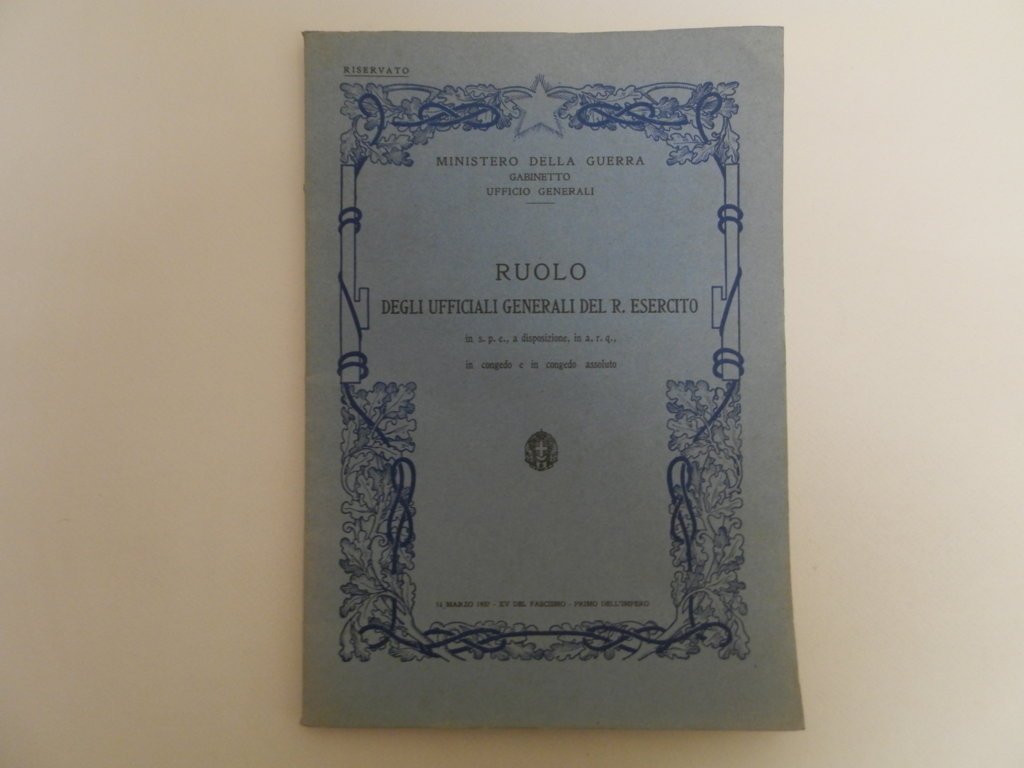 RISERVATO
MINISTERO DELLA GUERRA
GABINETTO
UFFICIO GENERALI
RUOLO
DEGLI UFFICIALI GENERALI DEL R. ESERCITO
in s. p. e., a disposizione, in a. r. q.,
in congedo e in congedo assoluto
MARZO 1937 - XV DEL FASCISMO - PRIMO DELL'IMPERO